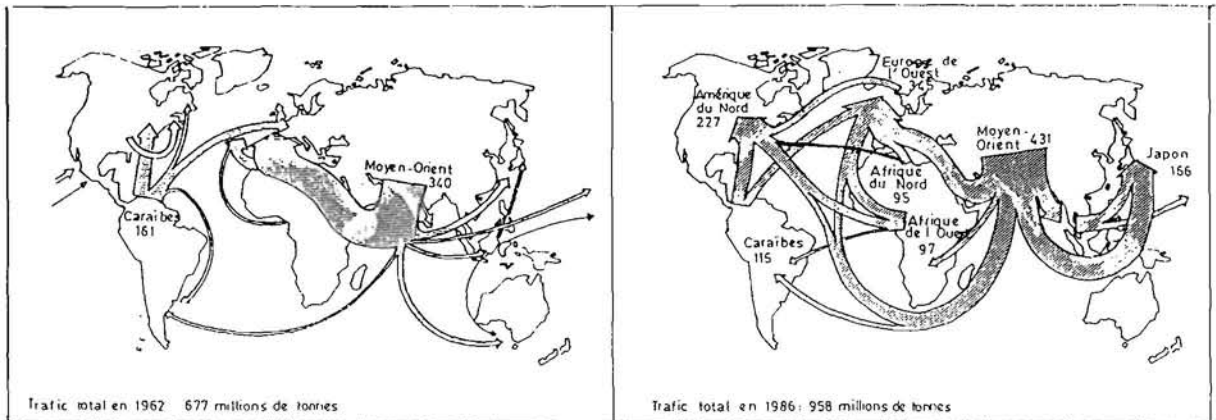 Moyen-Orient
340
Caraïbes
161
Trafic total en 1962 677 millions de tonnes
Europe de
l'Ouest
345
Amérique
du Nord
227
Moyen-
Orient 431
Japon
166
Afrique
du Nord
95
Afrique
de l'Ouest
97
Caraïbes
115
Trafic total en 1986: 958 millions de tonnes